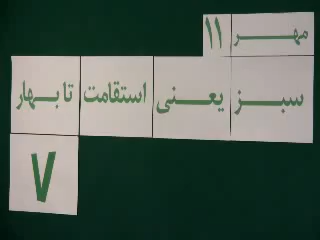 مهر ۱۱
سبز یعنی استقامت تا بهار
۷